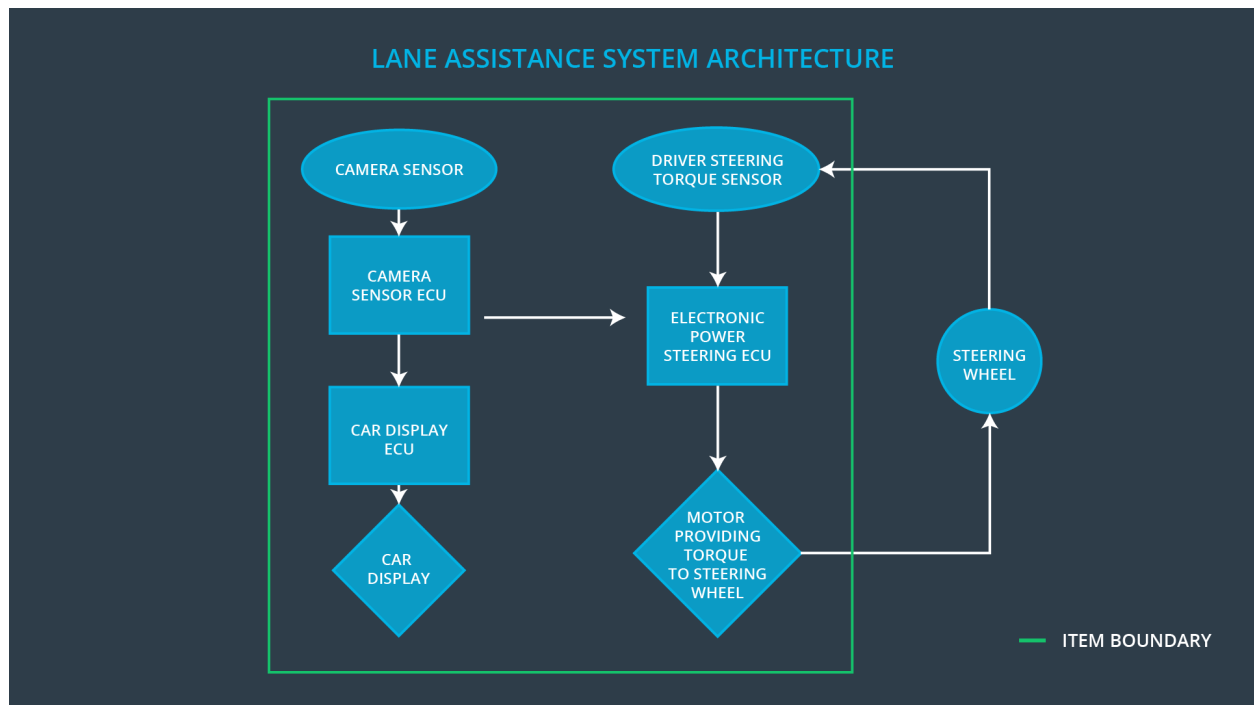 LANE ASSISTANCE SYSTEM ARCHITECTURE
CAMERA SENSOR
CAMERA
SENSOR ECU
CAR DISPLAY
ECU
CAR
DISPLAY
DRIVER STEERING
TORQUE SENSOR
ELECTRONIC
POWER
STEERING ECU
MOTOR
PROVIDING
TORQUE
TO STEERING
WHEEL
STEERING
WHEEL
ITEM BOUNDARY